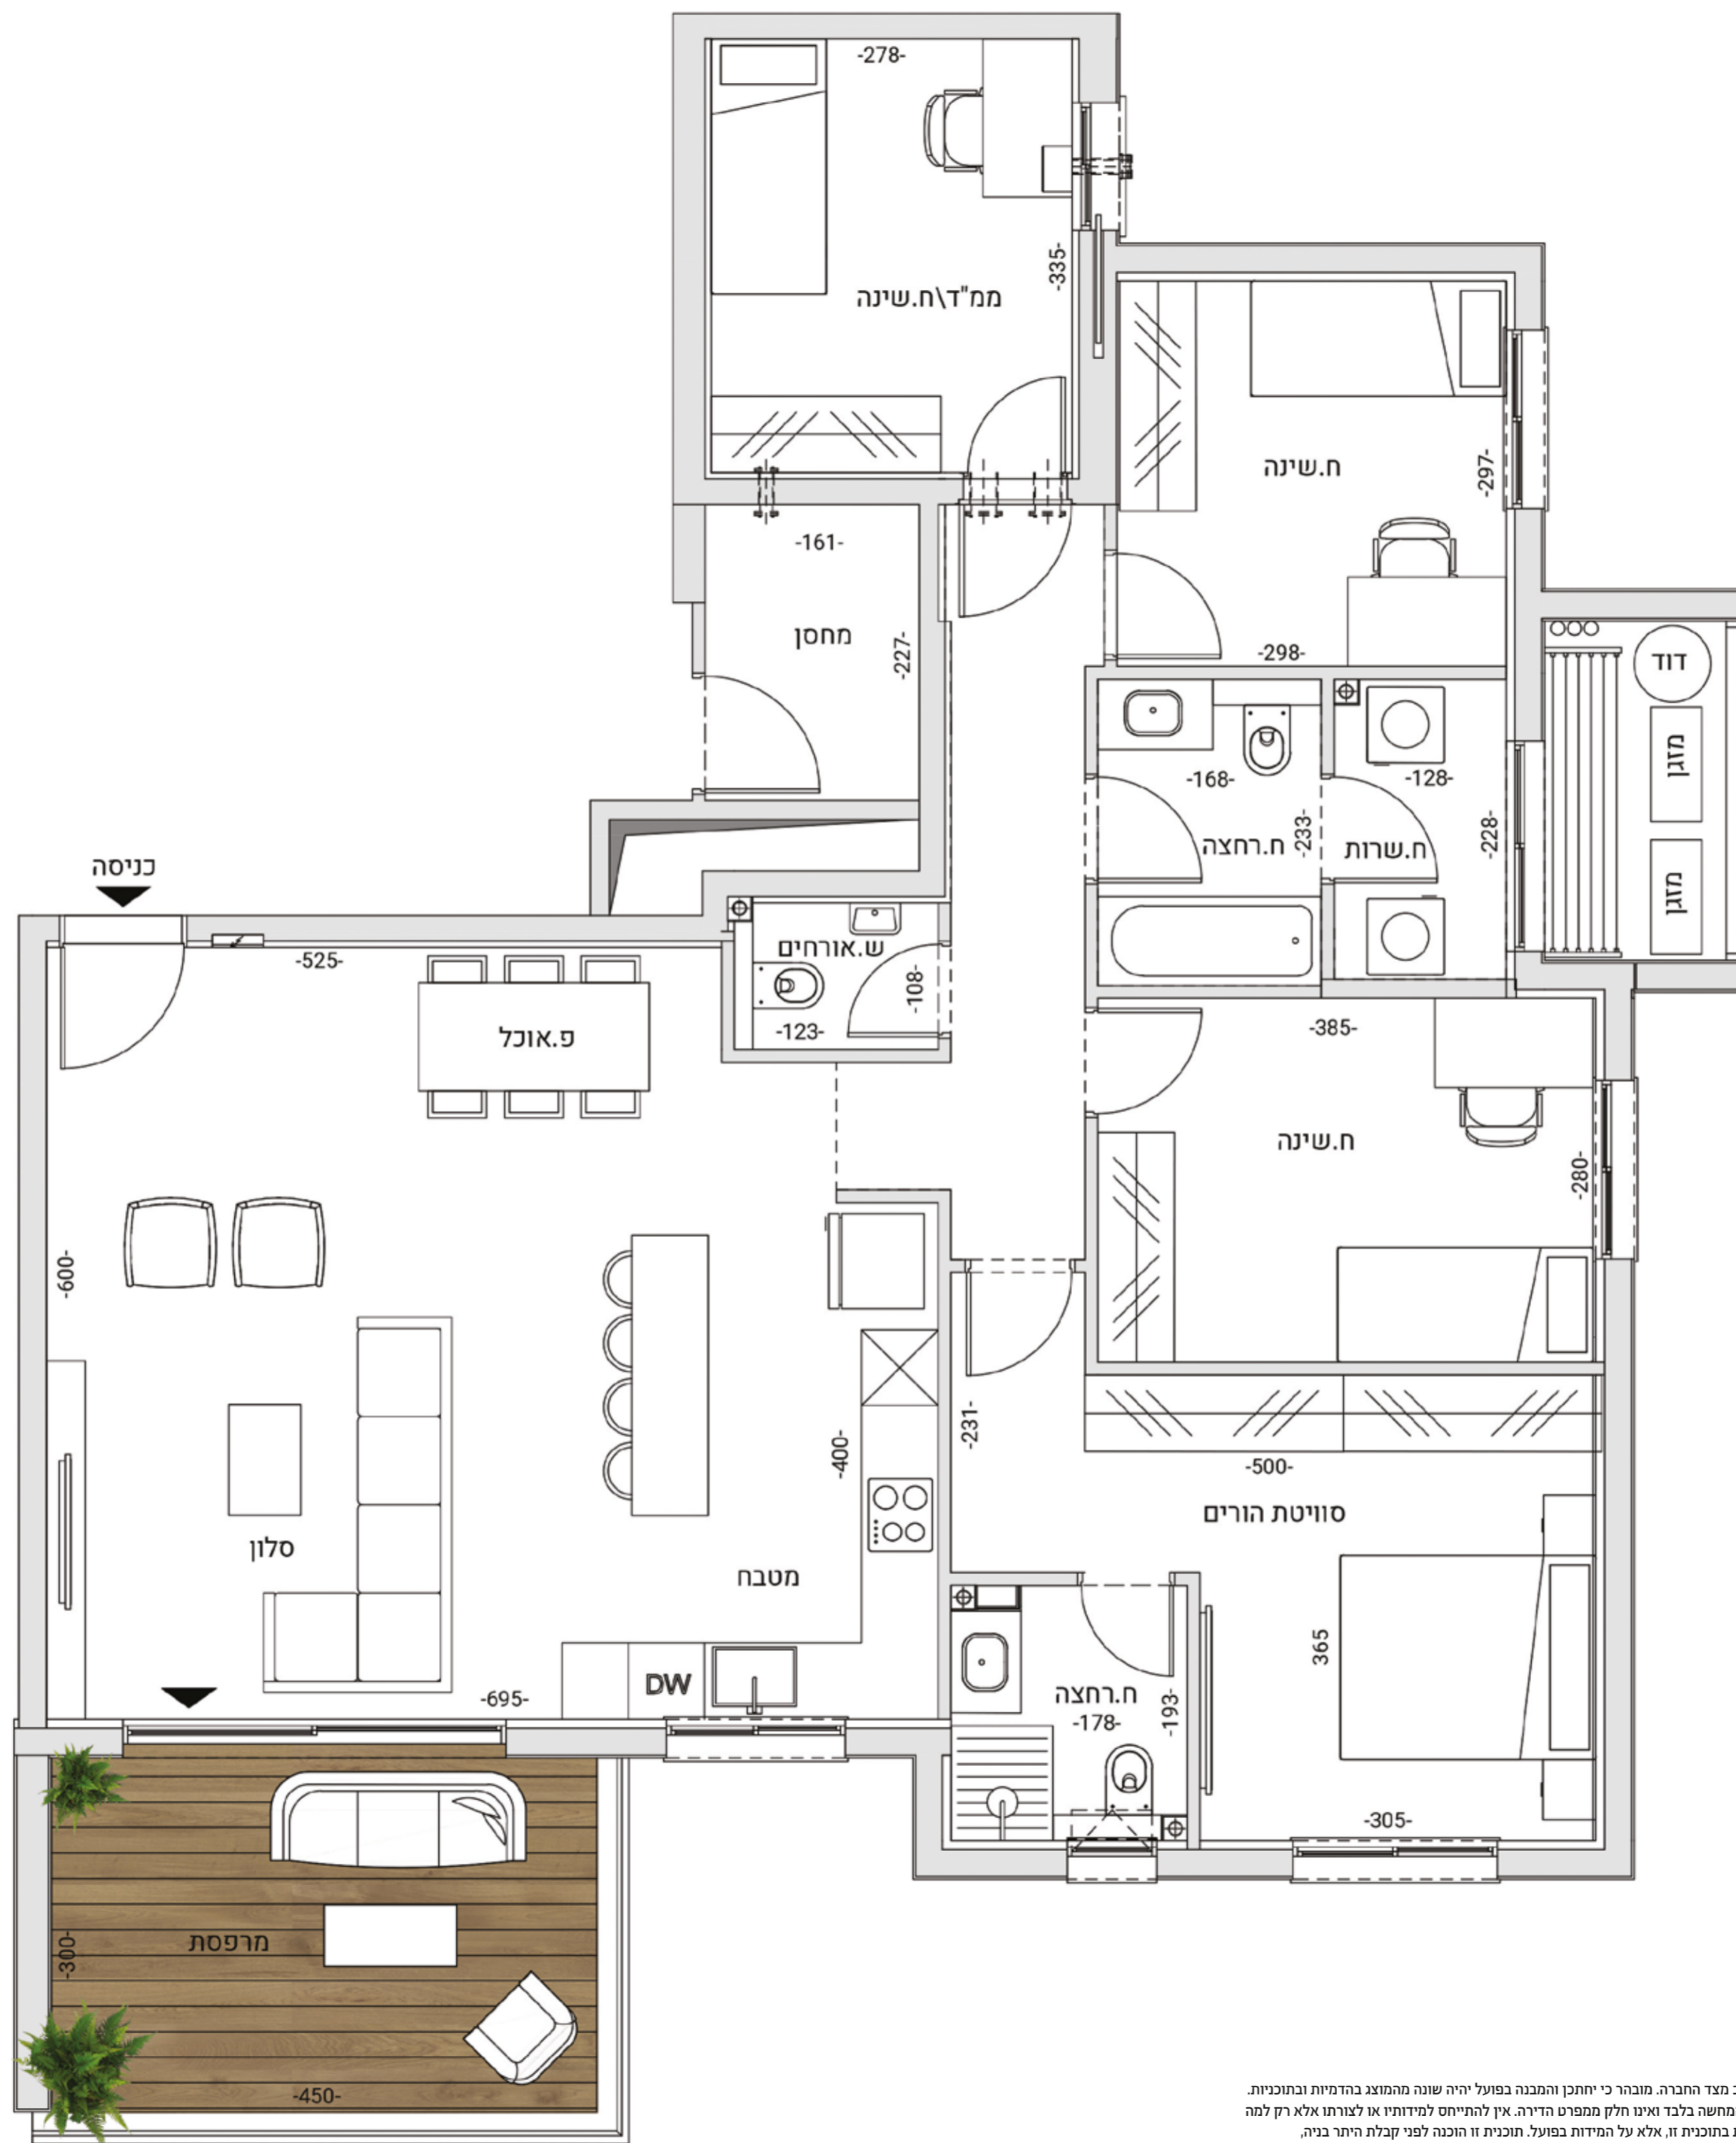 -278-
-335-
ממ"ד\ח.שינה
ח.שינה
-297-
-298-
-161-
מחסן
-227-
דוד
מזגן
מזגן
-168-
-233-
ח.רחצה
-128-
-228-
ח.שרות
כניסה
-525-
פ.אוכל
ש.אורחים
-108-
-123-
-385-
ח.שינה
-280-
-600-
-400-
סלון
מטבח
-695-
DW
-231-
-500-
סוויטת הורים
365
ח.רחצה
-178-
-193-
-305-
מרפסת
-300-
-450-
מצד החברה. מובהר כי יתכן והמבנה בפועל יהיה שונה מהמוצג בהדמיות ובתוכניות.
בלבד ואינו חלק ממפרט הדירה. אין להתייחס למידותיו או לצורתו אלא רק למה
בתוכנית זו, אלא על המידות בפועל. תוכנית זו הוכנה לפני קבלת היתר בניה,